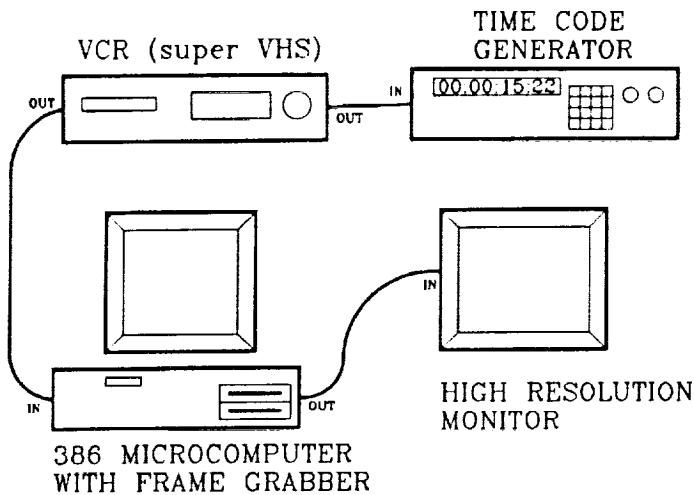 TIME CODE
GENERATOR
VCR (super VHS)
OUT
OUT
IN
00:00:15:22
IN
IN
OUT
HIGH RESOLUTION
MONITOR
386 MICROCOMPUTER
WITH FRAME GRABBER